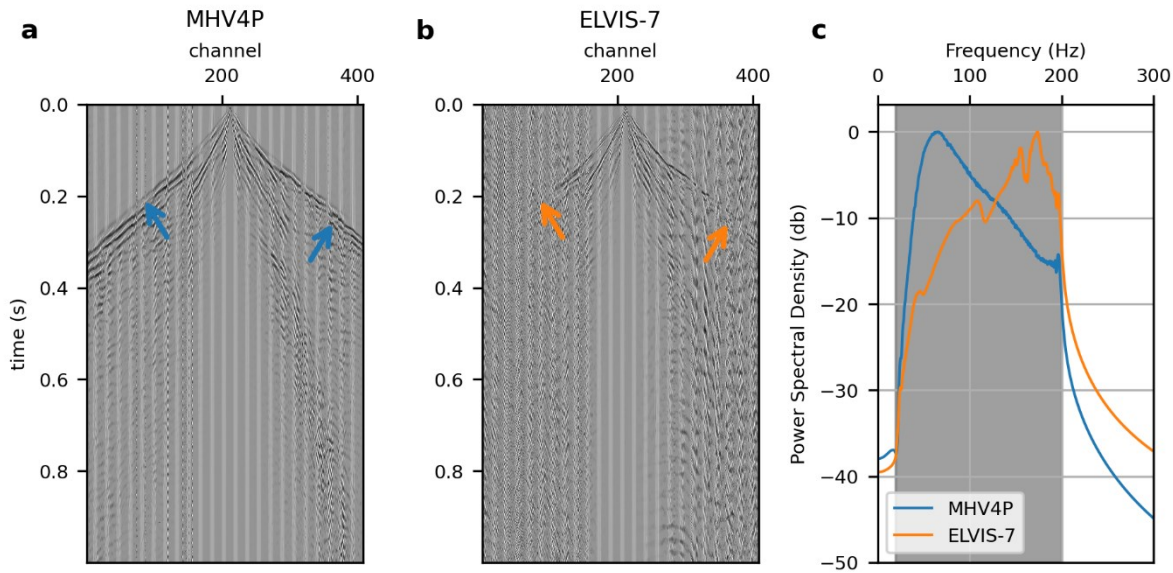 a
MHV4P
channel
200
400
0.0
0.2
0.4
0.6
0.8
time (s)
b
ELVIS-7
channel
200
400
0.0
0.2
0.4
0.6
0.8
c
Frequency (Hz)
0
100
200
300
0
−10
−20
−30
−40
−50
Power Spectral Density (db)
MHV4P
ELVIS-7